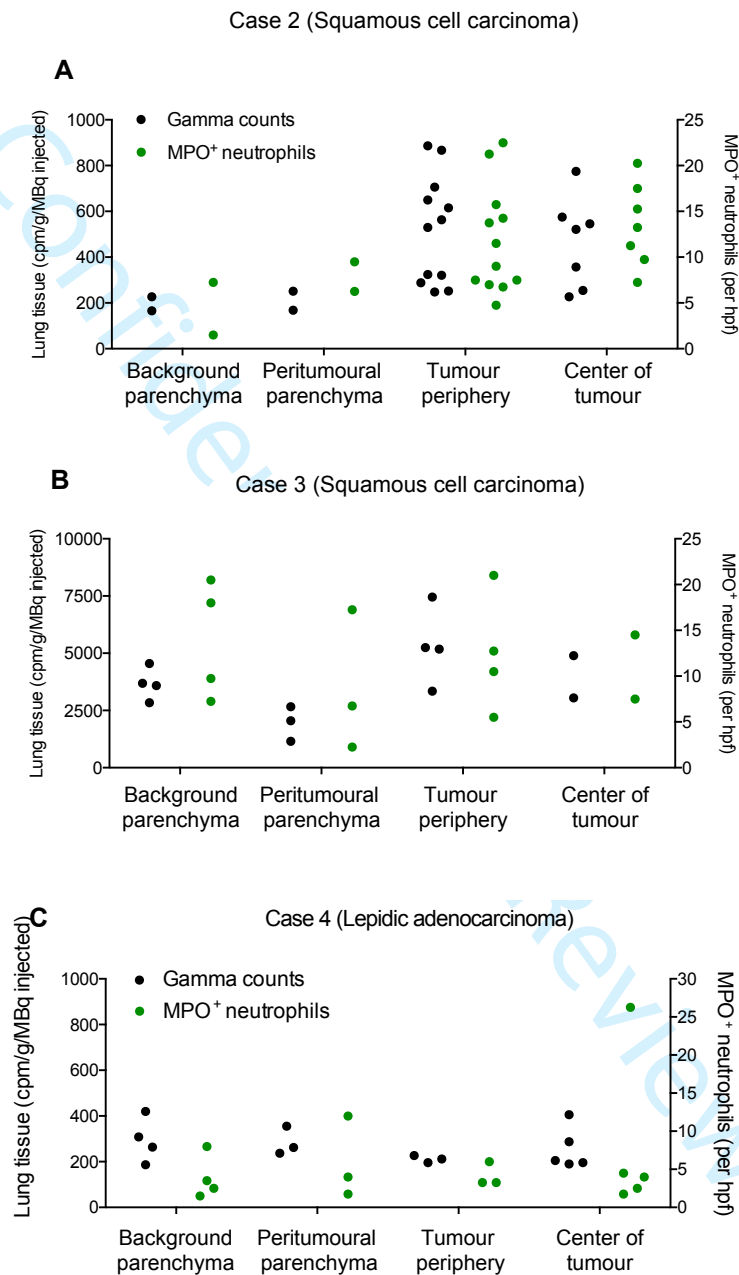 Case 2 (Squamous cell carcinoma)
A
Lung tissue (cpm/g/MBq injected)
1000
800
600
400
200
0
Gamma counts
MPO+ neutrophils
25
20
15
10
5
0
MPO+ neutrophils (per hpf)
Background parenchyma
Peritumoural parenchyma
Tumour periphery
Center of tumour
B
Case 3 (Squamous cell carcinoma)
Lung tissue (cpm/g/MBq injected)
10000
7500
5000
2500
0
25
20
15
10
5
0
MPO+ neutrophils (per hpf)
Background parenchyma
Peritumoural parenchyma
Tumour periphery
Center of tumour
C
Case 4 (Lepidic adenocarcinoma)
Lung tissue (cpm/g/MBq injected)
1000
800
600
400
200
0
Gamma counts
MPO+ neutrophils
30
25
20
15
10
5
0
MPO+ neutrophils (per hpf)
Background parenchyma
Peritumoural parenchyma
Tumour periphery
Center of tumour
Confide
Review